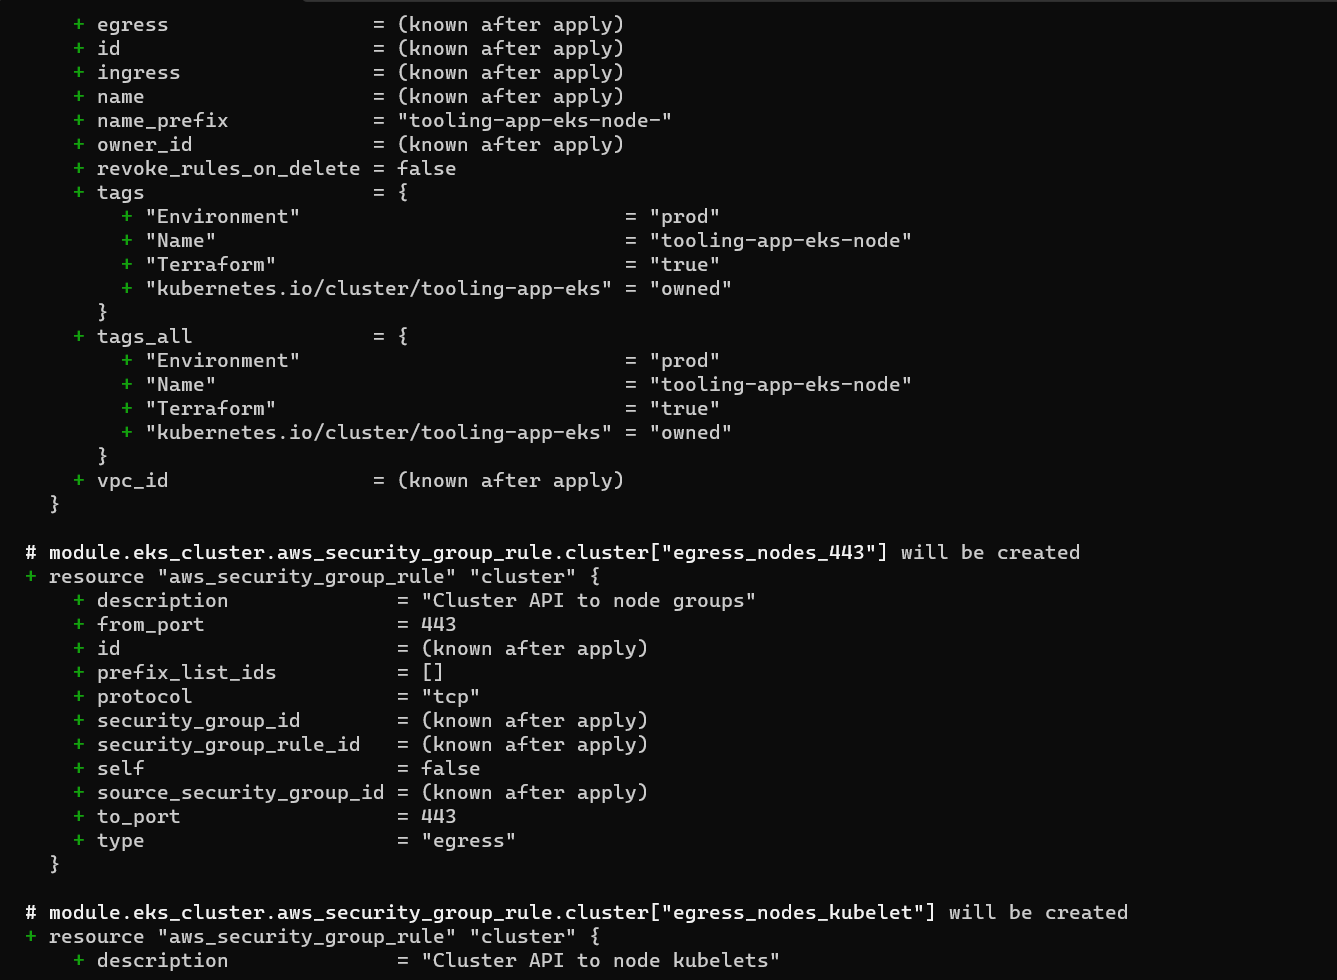 + egress                 = (known after apply)
+ id                     = (known after apply)
+ ingress                = (known after apply)
+ name                   = (known after apply)
+ name_prefix            = "tooling-app-eks-node-"
+ owner_id               = (known after apply)
+ revoke_rules_on_delete = false
+ tags                   = {
+ "Environment"                           = "prod"
+ "Name"                                  = "tooling-app-eks-node"
+ "Terraform"                             = "true"
+ "kubernetes.io/cluster/tooling-app-eks" = "owned"
}
+ tags_all               = {
+ "Environment"                           = "prod"
+ "Name"                                  = "tooling-app-eks-node"
+ "Terraform"                             = "true"
+ "kubernetes.io/cluster/tooling-app-eks" = "owned"
}
+ vpc_id                 = (known after apply)
}
# module.eks_cluster.aws_security_group_rule.cluster["egress_nodes_443"] will be created
+ resource "aws_security_group_rule" "cluster" {
+ description              = "Cluster API to node groups"
+ from_port                = 443
+ id                       = (known after apply)
+ prefix_list_ids          = []
+ protocol                 = "tcp"
+ security_group_id        = (known after apply)
+ security_group_rule_id   = (known after apply)
+ self                     = false
+ source_security_group_id = (known after apply)
+ to_port                  = 443
+ type                     = "egress"
}
# module.eks_cluster.aws_security_group_rule.cluster["egress_nodes_kubelet"] will be created
+ resource "aws_security_group_rule" "cluster" {
+ description              = "Cluster API to node kubelets"